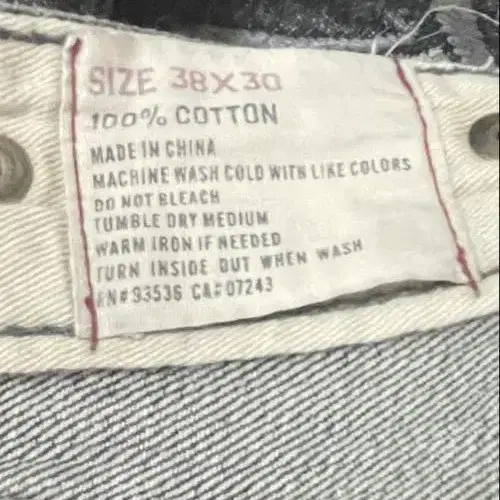 SIZE 38X30
100% COTTON
MADE IN CHINA
MACHINE WASH COLD WITH LIKE COLORS
DO NOT BLEACH
TUMBLE DRY MEDIUM
WARM IRON IF NEEDED
TURN INSIDE OUT WHEN WASH
RN#93536 CA#07243